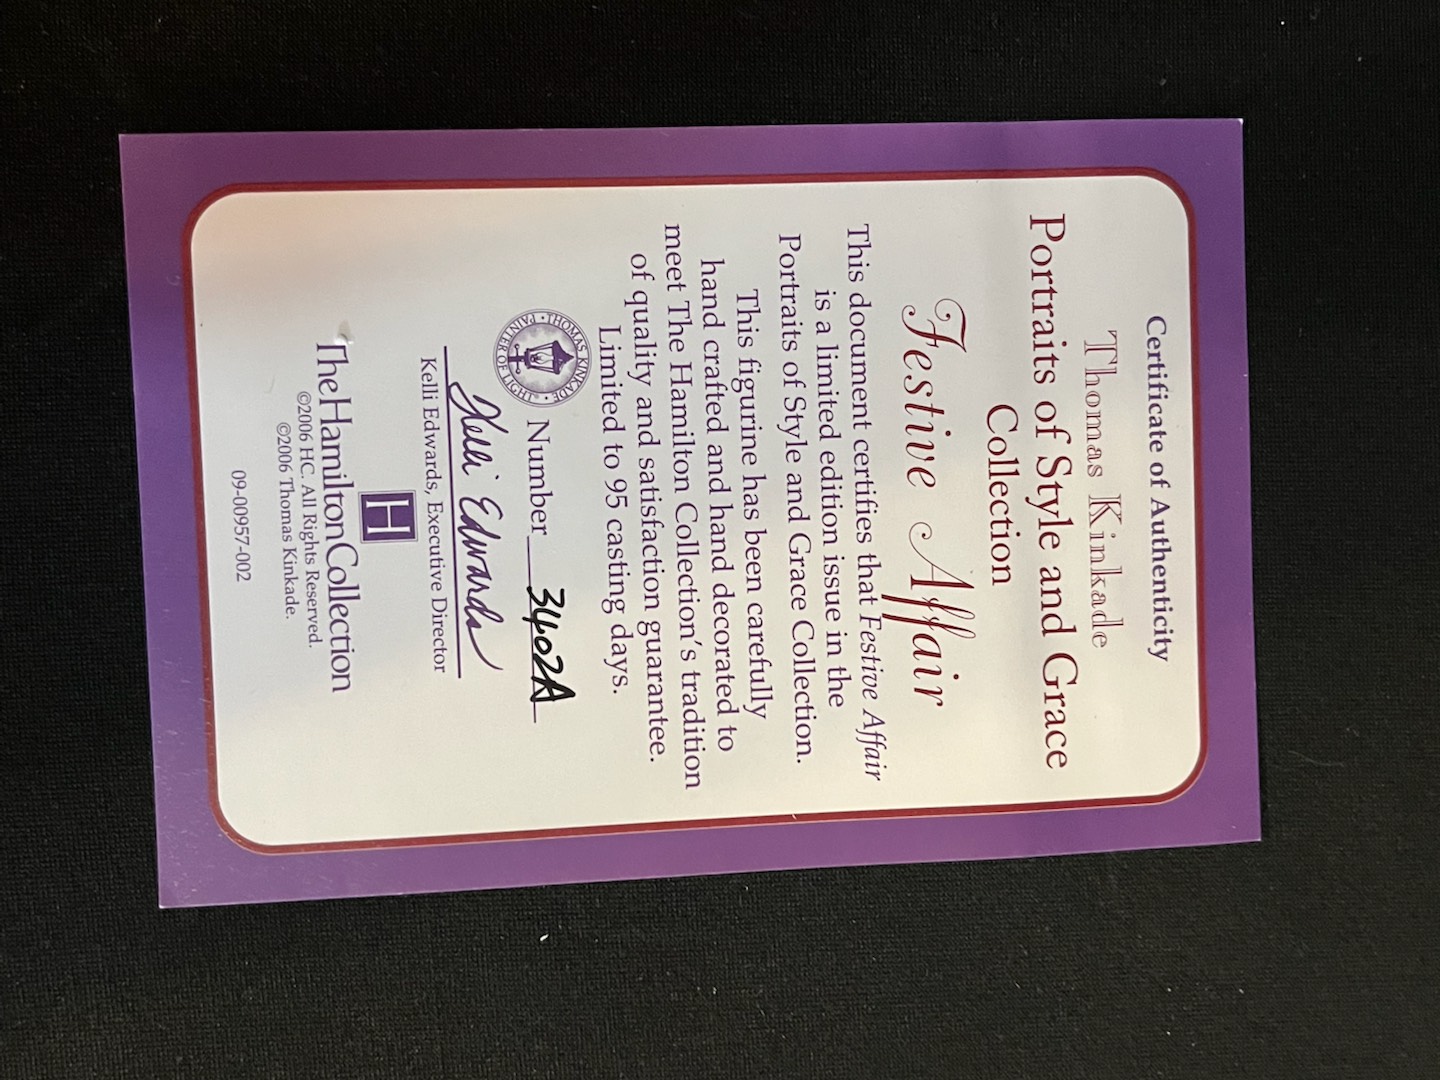 Certificate of Authenticity
Thomas Kinkade
Portraits of Style and Grace
Collection
Festive Affair
This document certifies that Festive Affair
is a limited edition issue in the
Portraits of Style and Grace Collection.
This figurine has been carefully
hand crafted and hand decorated to
meet The Hamilton Collection's tradition
of quality and satisfaction guarantee.
Limited to 95 casting days.
THOMAS KINKADE • PAINTER OF LIGHT •
Number 3402A
Kelli Edwards
Kelli Edwards, Executive Director
H
The Hamilton Collection
©2006 HC. All Rights Reserved.
©2006 Thomas Kinkade.
09-00957-002